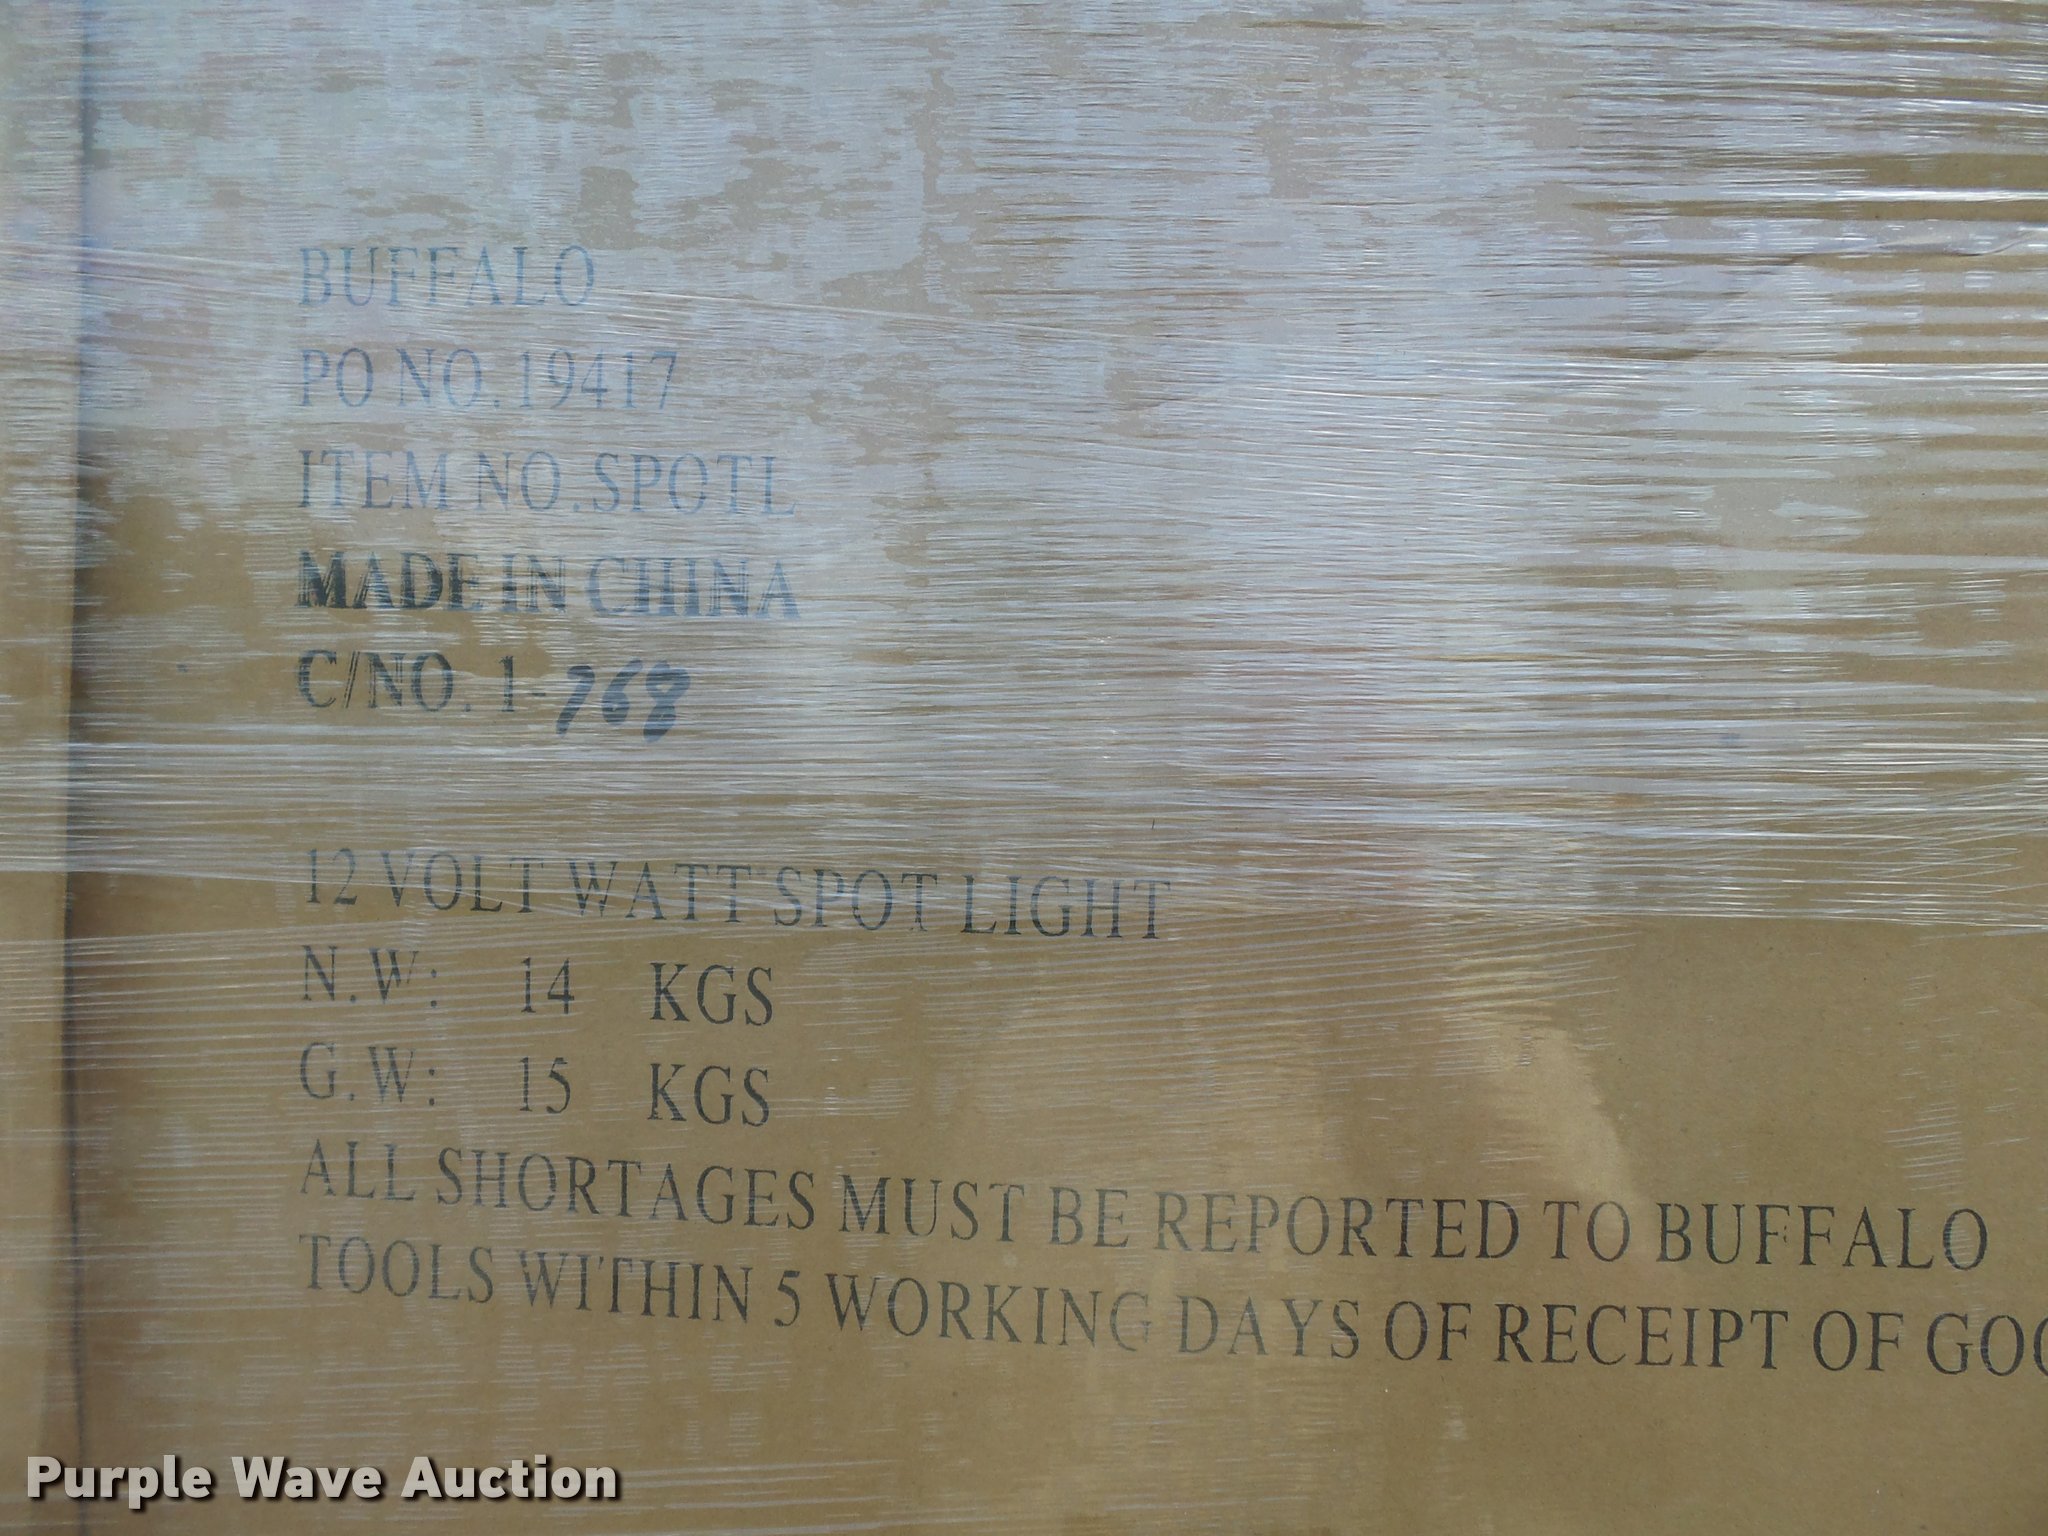 BUFFALO
PO NO. 19417
ITEM NO. SPOTL
MADE IN CHINA
C/NO. 1-768
12 VOLT WATT SPOT LIGHT
N.W: 14 KGS
G.W: 15 KGS
ALL SHORTAGES MUST BE REPORTED TO BUFFALO
TOOLS WITHIN 5 WORKING DAYS OF RECEIPT OF
Purple Wave Auction